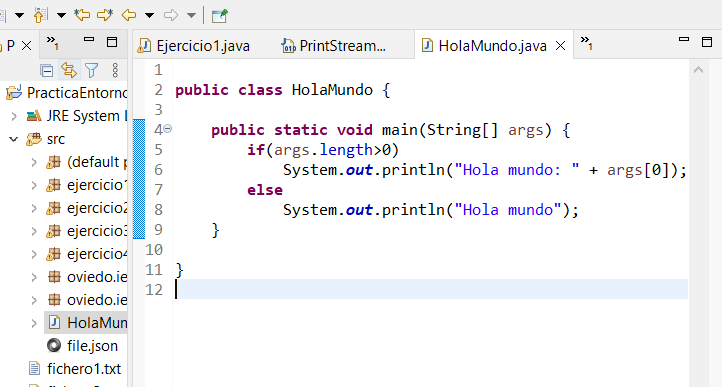 P
»1
PracticaEntorno
JRE System L
src
(default p
ejercicio1
ejercicio2
ejercicio3
ejercicio4
oviedo.ie
oviedo.ie
HolaMun
file.json
fichero1.txt
Ejercicio1.java
PrintStream...
HolaMundo.java
»1
1
2 public class HolaMundo {
3
4 public static void main(String[] args) {
5 if(args.length>0)
6 System.out.println("Hola mundo: " + args[0]);
7 else
8 System.out.println("Hola mundo");
9 }
10
11 }
12